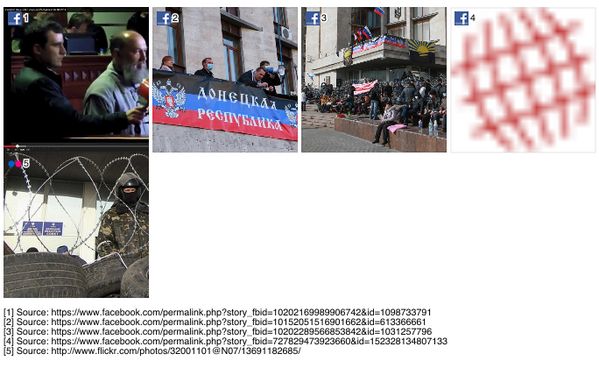 1
2
3
4
ДОНЕЦКАЯ
РЕСПУБЛИКА
5
[1] Source: https://www.facebook.com/permalink.php?story_fbid=10202169989906742&id=1098733791
[2] Source: https://www.facebook.com/permalink.php?story_fbid=10152051516901662&id=613366661
[3] Source: https://www.facebook.com/permalink.php?story_fbid=10202289566853842&id=1031257796
[4] Source: https://www.facebook.com/permalink.php?story_fbid=727829473923660&id=152328134807133
[5] Source: http://www.flickr.com/photos/32001101@N07/13691182685/